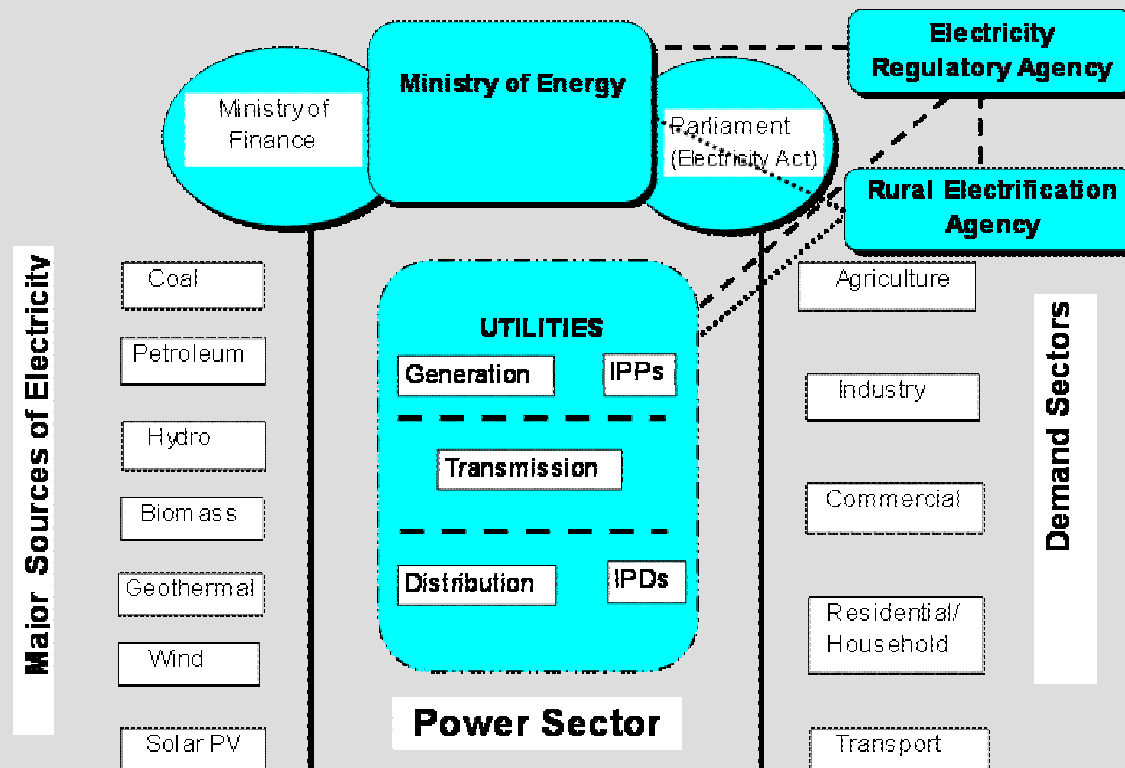 Electricity
Regulatory Agency
Ministry of Energy
Ministry of
Finance
Parliament
(Electricity Act)
Rural Electrification
Agency
Major Sources of Electricity
Coal
Petroleum
Hydro
Biomass
Geothermal
Wind
Solar PV
UTILITIES
Generation
IPPs
Transmission
Distribution
IPDs
Power Sector
Agriculture
Industry
Commercial
Residential/
Household
Transport
Demand Sectors